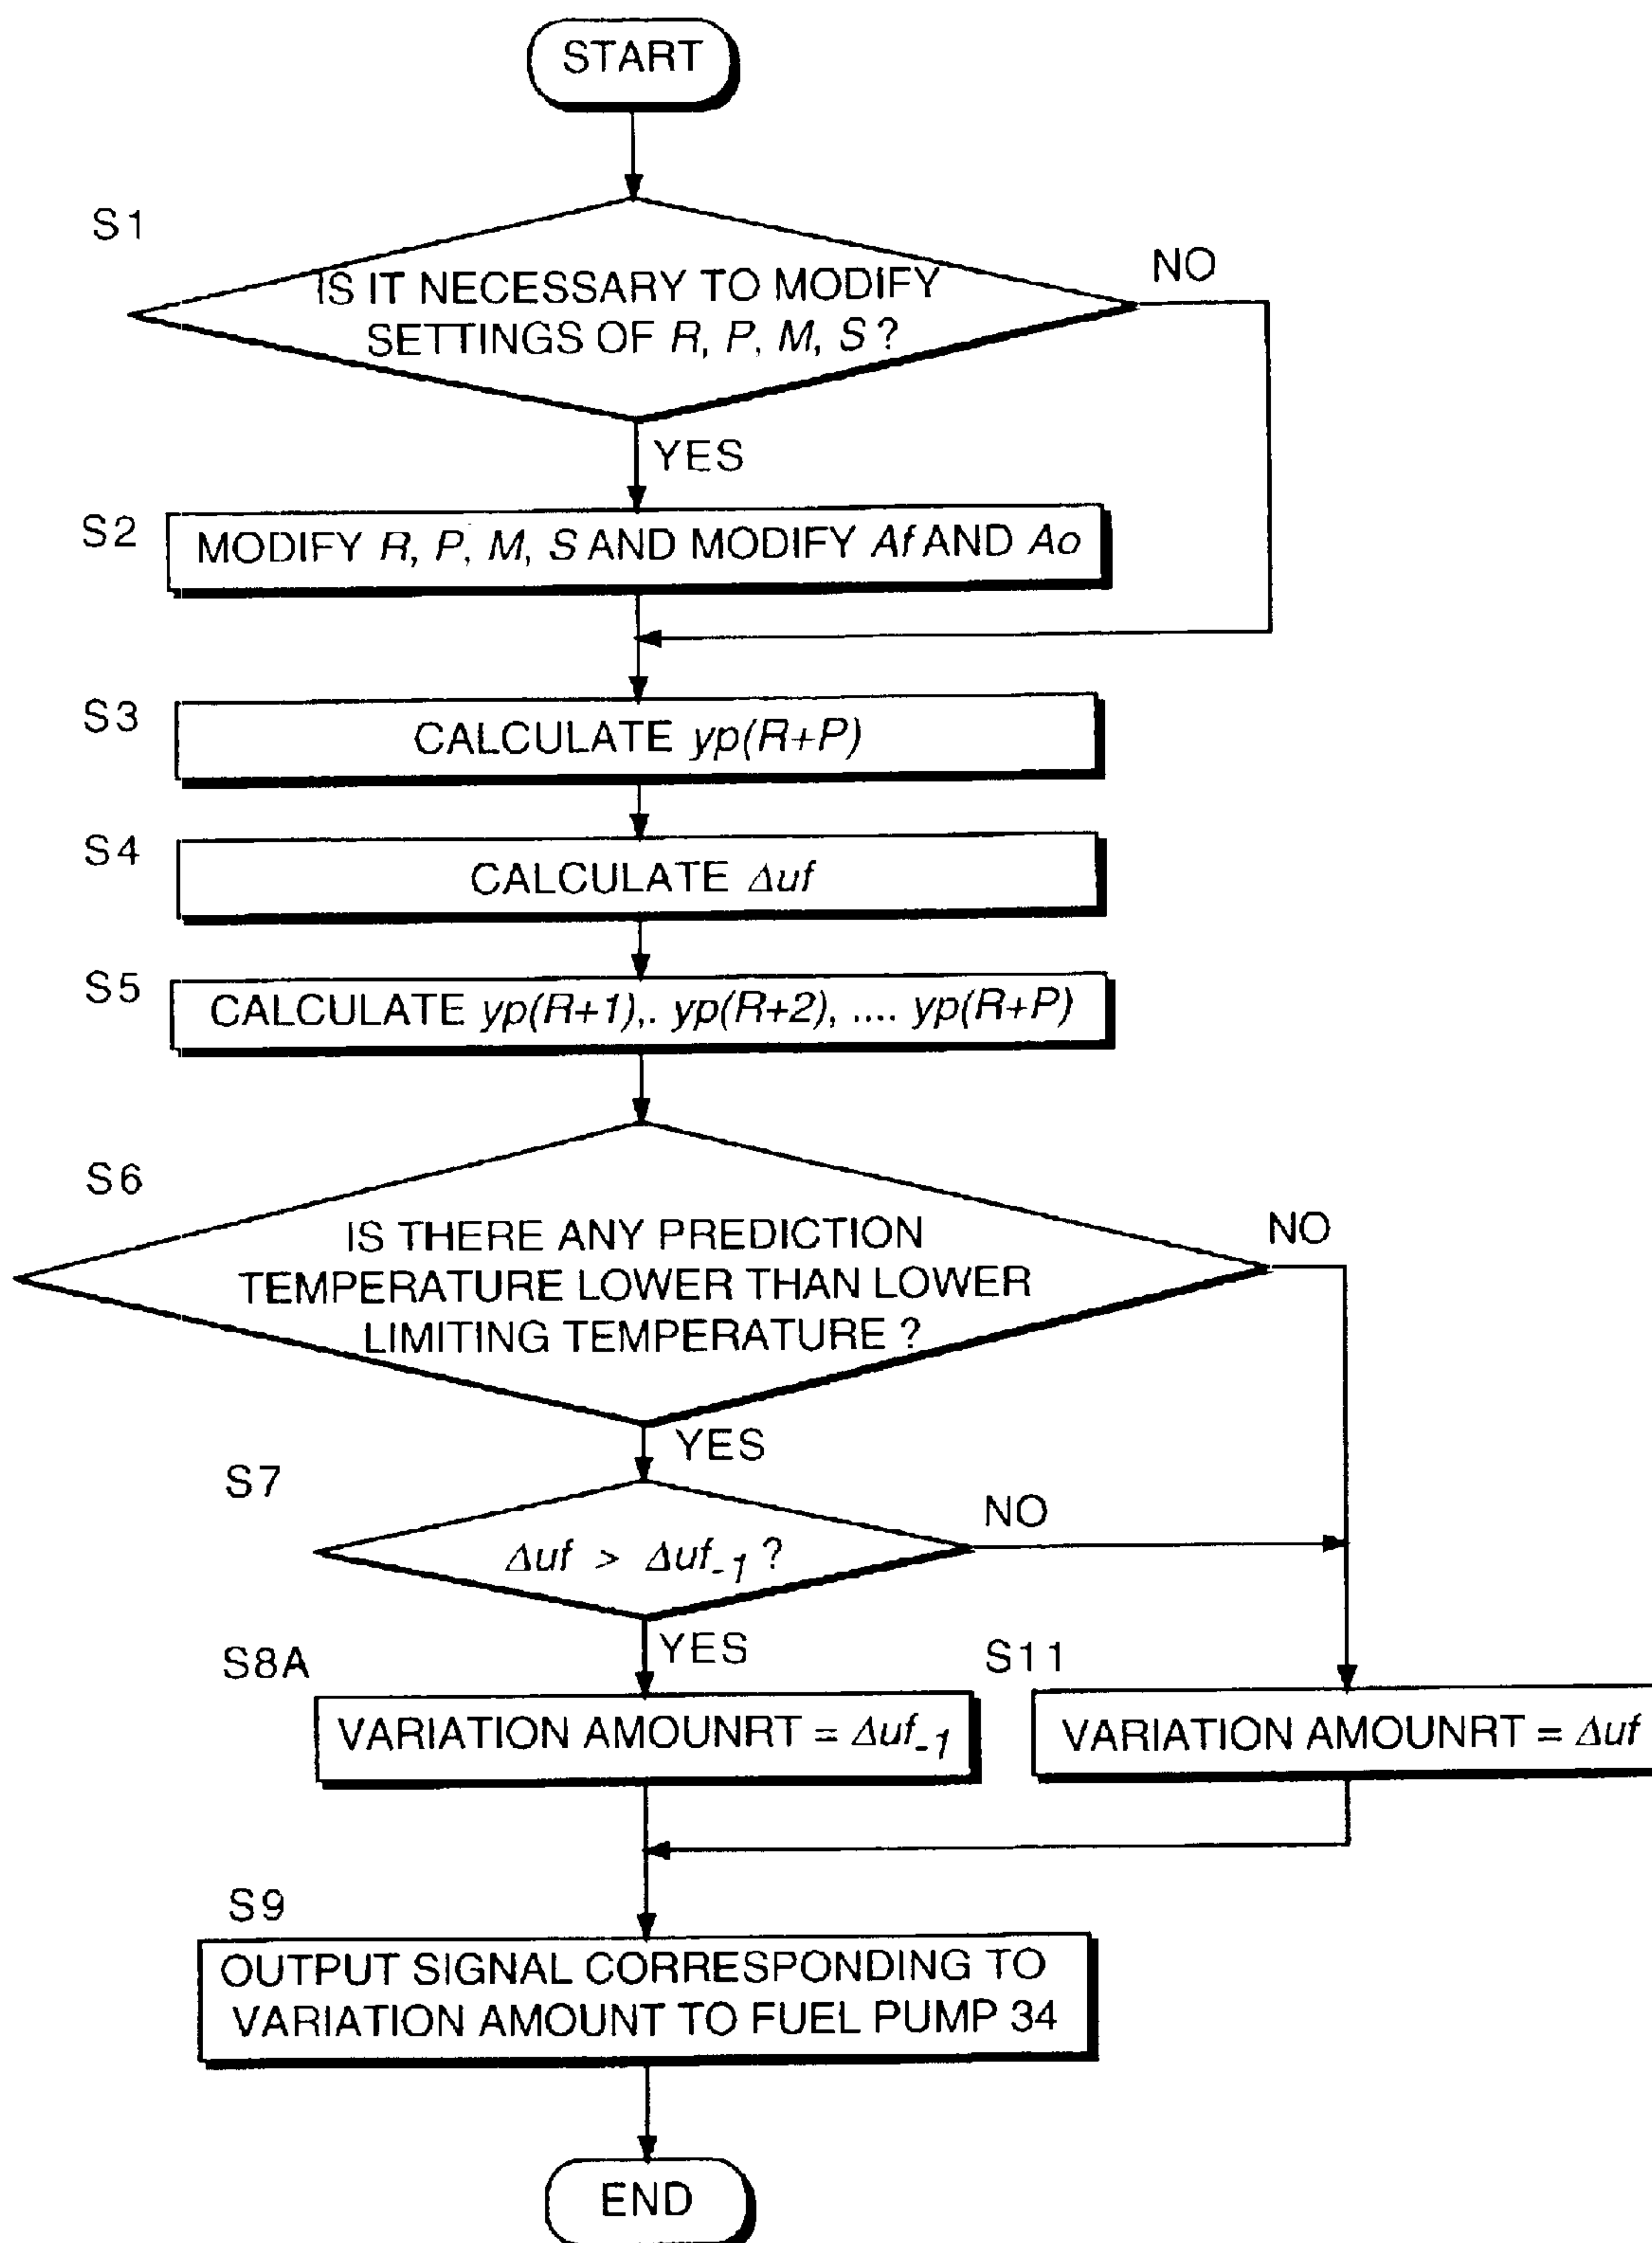 START
S1
IS IT NECESSARY TO MODIFY
SETTINGS OF R, P, M, S ?
NO
YES
S2
MODIFY R, P, M, S AND MODIFY Af AND Ao
S3
CALCULATE yp(R+P)
S4
CALCULATE Δuf
S5
CALCULATE yp(R+1),. yp(R+2), .... yp(R+P)
S6
IS THERE ANY PREDICTION
TEMPERATURE LOWER THAN LOWER
LIMITING TEMPERATURE ?
NO
YES
S7
Δuf > Δuf-1 ?
NO
YES
S8A
VARIATION AMOUNRT = Δuf-1
S11
VARIATION AMOUNRT = Δuf
S9
OUTPUT SIGNAL CORRESPONDING TO
VARIATION AMOUNT TO FUEL PUMP 34
END